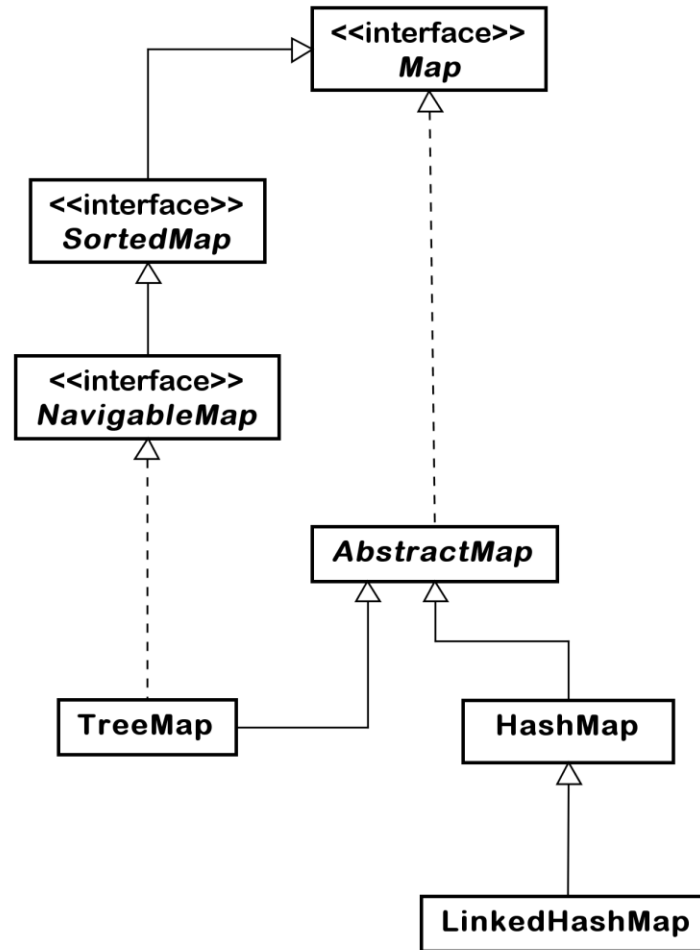 <<interface>>
Map
<<interface>>
SortedMap
<<interface>>
NavigableMap
AbstractMap
TreeMap
HashMap
LinkedHashMap